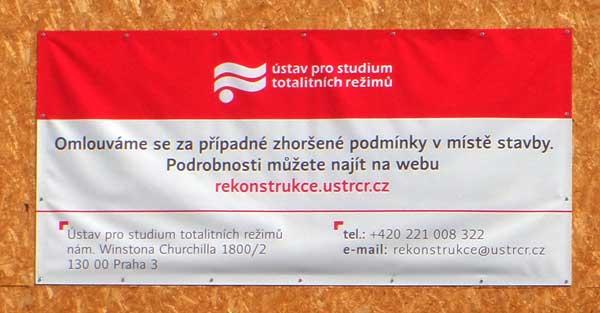 ústav pro studium
totalitních režimů
Omlouváme se za případné zhoršené podmínky v místě stavby.
Podrobnosti můžete najít na webu
rekonstrukce.ustrcr.cz
Ústav pro studium totalitních režimů
nám. Winstona Churchilla 1800/2
130 00 Praha 3
tel.: +420 221 008 322
e-mail: rekonstrukce@ustrcr.cz